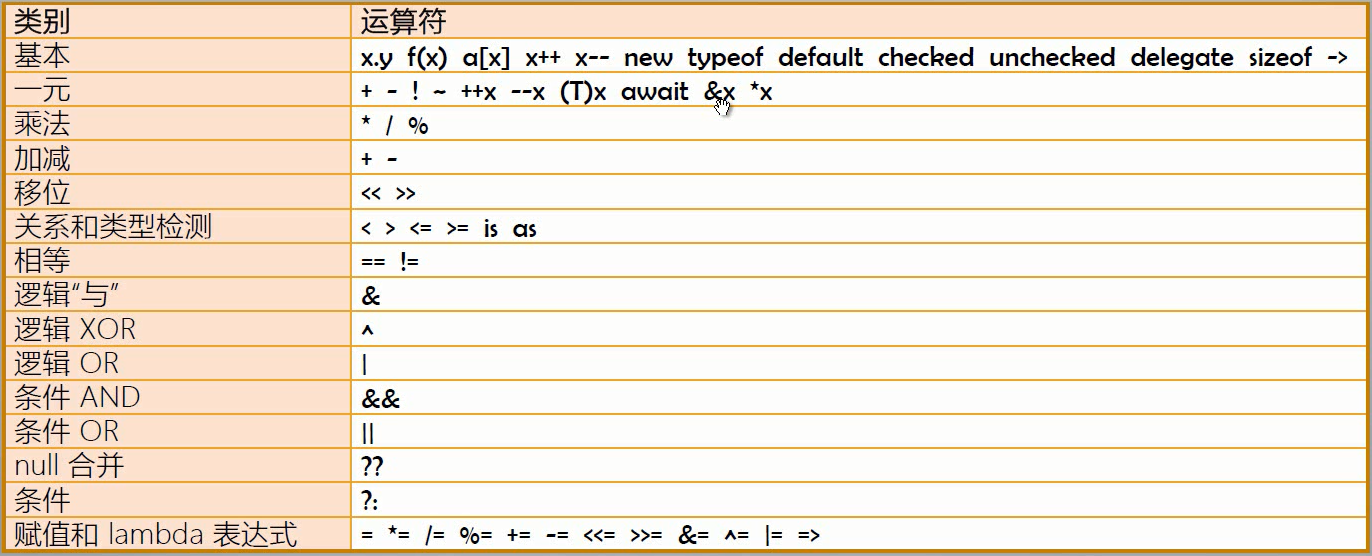 类别 运算符
基本 x.y f(x) a[x] x++ x-- new typeof default checked unchecked delegate sizeof ->
一元 + - ! ~ ++x --x (T)x await &x *x
乘法 * / %
加减 + -
移位 << >>
关系和类型检测 < > <= >= is as
相等 == !=
逻辑“与” &
逻辑 XOR ^
逻辑 OR |
条件 AND &&
条件 OR ||
null 合并 ??
条件 ?:
赋值和 lambda 表达式 = *= /= %= += -= <<= >>= &= ^= |= =>